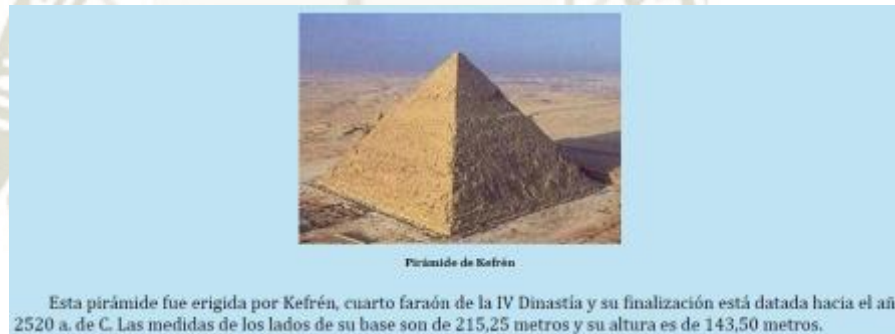 Pirámide de Kefrén
Esta pirámide fue erigida por Kefrén, cuarto faraón de la IV Dinastía y su finalización está datada hacia el añ
2520 a. de C. Las medidas de los lados de su base son de 215,25 metros y su altura es de 143,50 metros.